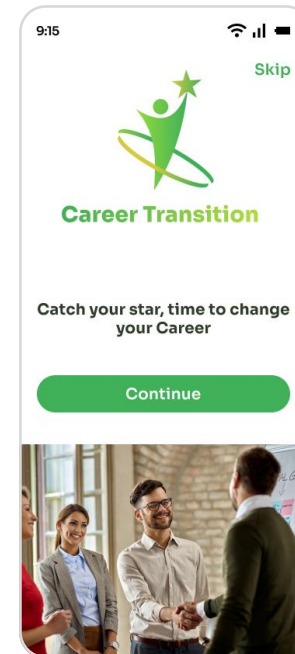 9:15
Skip
Career Transition
Catch your star, time to change
your Career
Continue